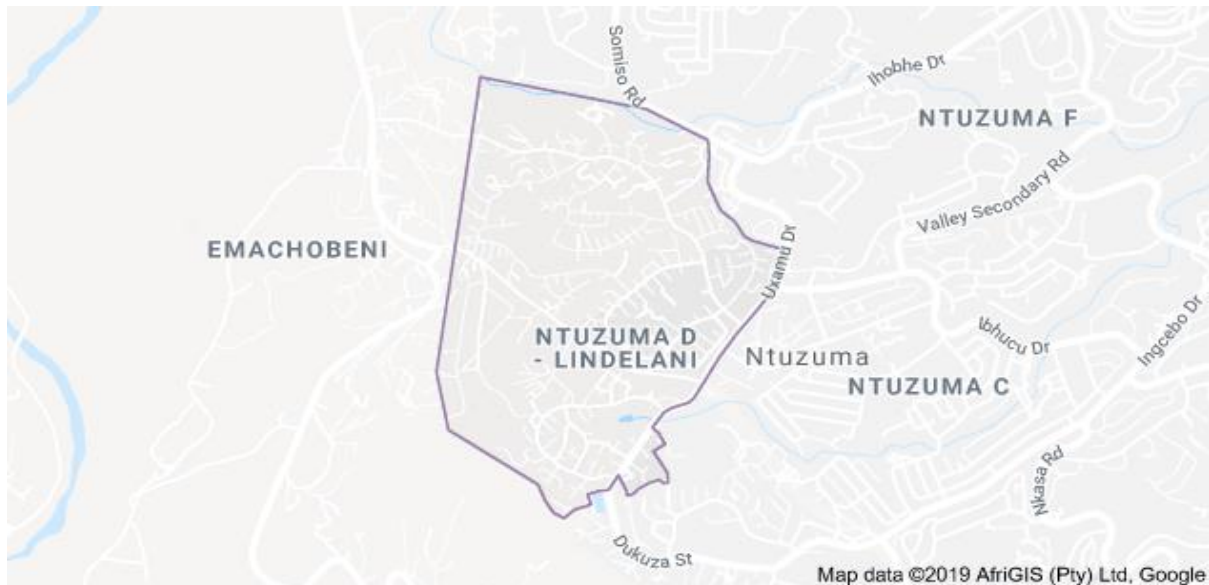 Somiso Rd
Ihobhe Dr
NTUZUMA F
Valley Secondary Rd
EMACHOBENI
Uxamu Dr
NTUZUMA D
- LINDELANI
Ntuzuma
Ibhucu Dr
Ingcebo Dr
NTUZUMA C
Nkasa Rd
Dukuza St
Map data ©2019 AfriGIS (Pty) Ltd, Google